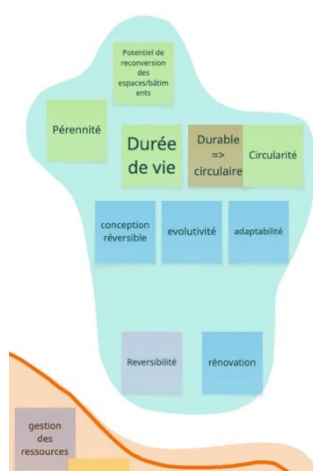 Potentiel de
reconversion
des
espaces/bâtim
ents
Pérennité
Durée
de vie
Durable
=>
circulaire
Circularité
conception
réversible
evolutivité
adaptabilité
Reversibilité
rénovation
gestion
des
ressources